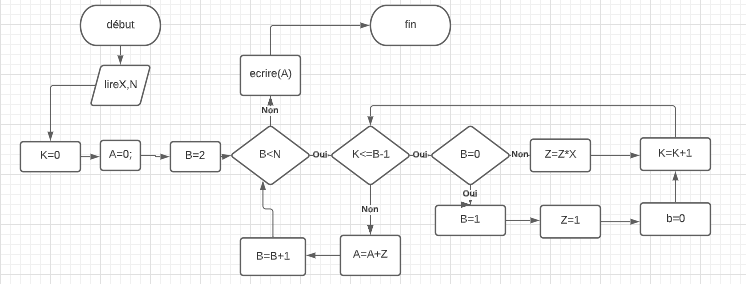 début
fin
lireX,N
ecrire(A)
Non
K=0
A=0;
B=2
B<N
Oui
K<=B-1
Oui
B=0
Non
Z=Z*X
K=K+1
Oui
Non
B=1
Z=1
b=0
B=B+1
A=A+Z